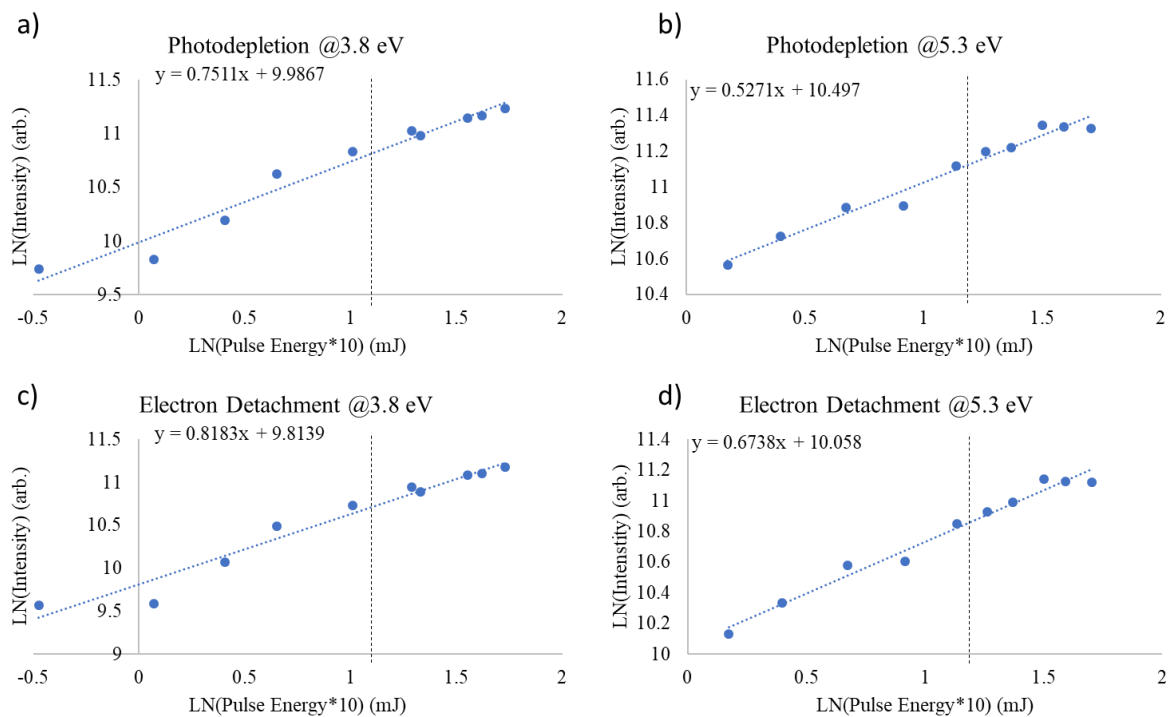 a)
Photodepletion @3.8 eV
y = 0.7511x + 9.9867
LN(Intensity) (arb.)
11.5
11
10.5
10
9.5
-0.5
0
0.5
1
1.5
2
LN(Pulse Energy*10) (mJ)
b)
Photodepletion @5.3 eV
y = 0.5271x + 10.497
LN(Intensity) (arb.)
11.6
11.4
11.2
11
10.8
10.6
10.4
0
0.5
1
1.5
2
LN(Pulse Energy*10) (mJ)
c)
Electron Detachment @3.8 eV
y = 0.8183x + 9.8139
LN(Intensity) (arb.)
11.5
11
10.5
10
9.5
9
-0.5
0
0.5
1
1.5
2
LN(Pulse Energy*10) (mJ)
d)
Electron Detachment @5.3 eV
y = 0.6738x + 10.058
LN(Intenstity) (arb.)
11.4
11.2
11
10.8
10.6
10.4
10.2
10
0
0.5
1
1.5
2
LN(Pulse Energy*10) (mJ)